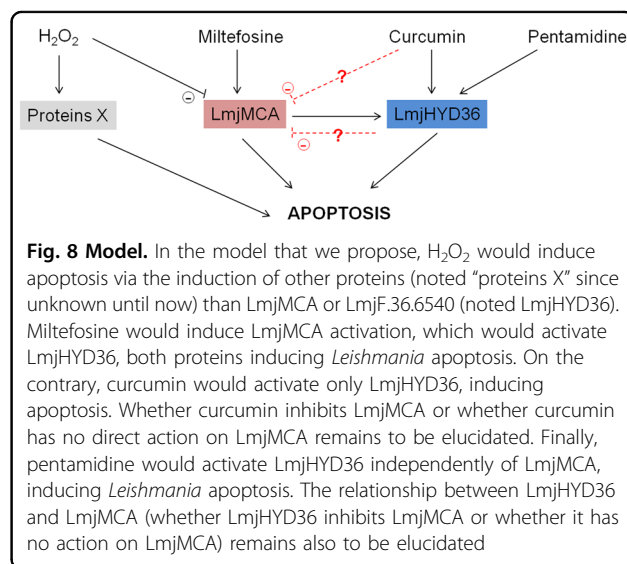 H₂O₂ Miltefosine Curcumin Pentamidine
? 
Proteins X LmjMCA LmjHYD36
?
APOPTOSIS
Fig. 8 Model. In the model that we propose, H₂O₂ would induce
apoptosis via the induction of other proteins (noted “proteins X” since
unknown until now) than LmjMCA or LmjF.36.6540 (noted LmjHYD36).
Miltefosine would induce LmjMCA activation, which would activate
LmjHYD36, both proteins inducing Leishmania apoptosis. On the
contrary, curcumin would activate only LmjHYD36, inducing
apoptosis. Whether curcumin inhibits LmjMCA or whether curcumin
has no direct action on LmjMCA remains to be elucidated. Finally,
pentamidine would activate LmjHYD36 independently of LmjMCA,
inducing Leishmania apoptosis. The relationship between LmjHYD36
and LmjMCA (whether LmjHYD36 inhibits LmjMCA or whether it has
no action on LmjMCA) remains also to be elucidated